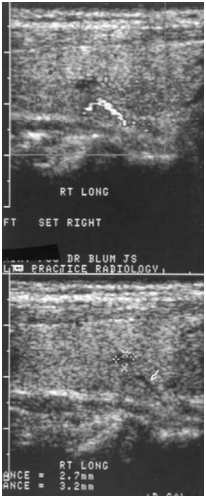 RT LONG
FT SET RIGHT
DR BLUM JS
PRACTICE RADIOLOGY
RT LONG
ANCE = 2.7mm
ANCE = 3.2mm